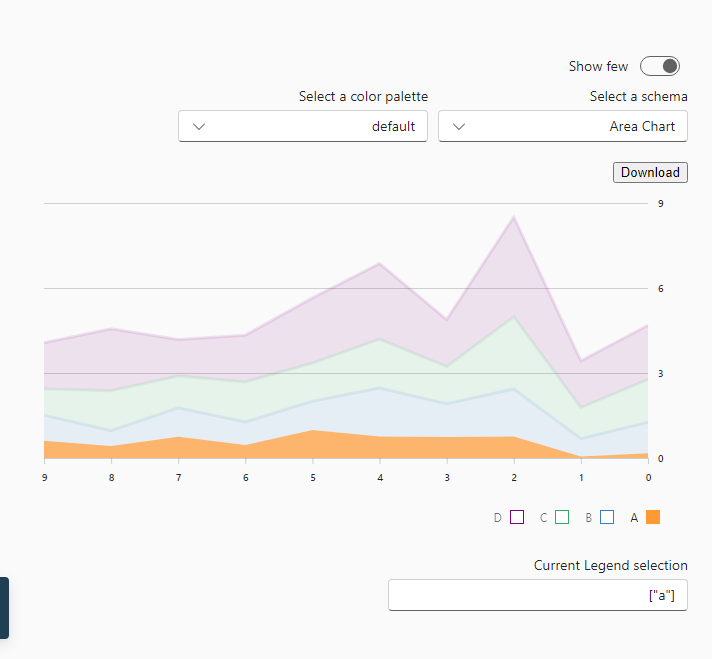 Show few
Select a schema
Select a color palette
Area Chart
default
Download
9
6
3
0
9 8 7 6 5 4 3 2 1 0
D C B A
Current Legend selection
["a"]